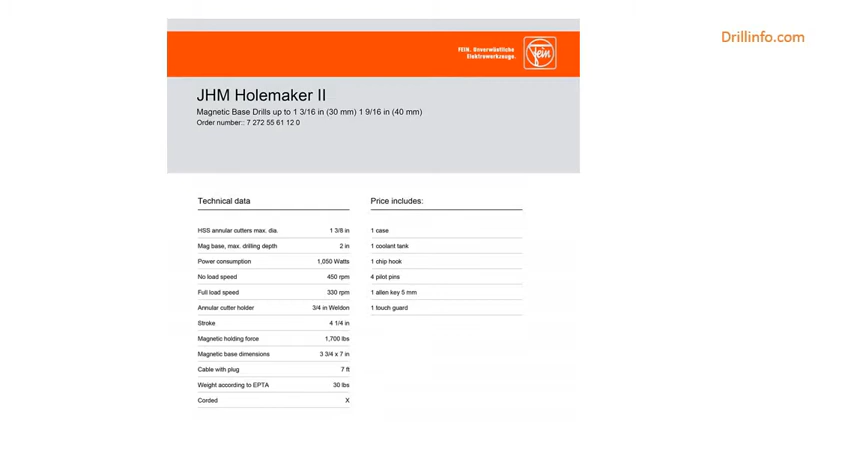 Drillinfo.com
FEIN. Unverwüstliche
Elektrowerkzeuge.
Fein
JHM Holemaker II
Magnetic Base Drills up to 1 3/16 in (30 mm) 1 9/16 in (40 mm)
Order number:: 7 272 55 61 12 0
Technical data
HSS annular cutters max. dia. 1 3/8 in
Mag base, max. drilling depth 2 in
Power consumption 1,050 Watts
No load speed 450 rpm
Full load speed 330 rpm
Annular cutter holder 3/4 in Weldon
Stroke 4 1/4 in
Magnetic holding force 1,700 lbs
Magnetic base dimensions 3 3/4 x 7 in
Cable with plug 7 ft
Weight according to EPTA 30 lbs
Corded X
Price includes:
1 case
1 coolant tank
1 chip hook
4 pilot pins
1 allen key 5 mm
1 touch guard